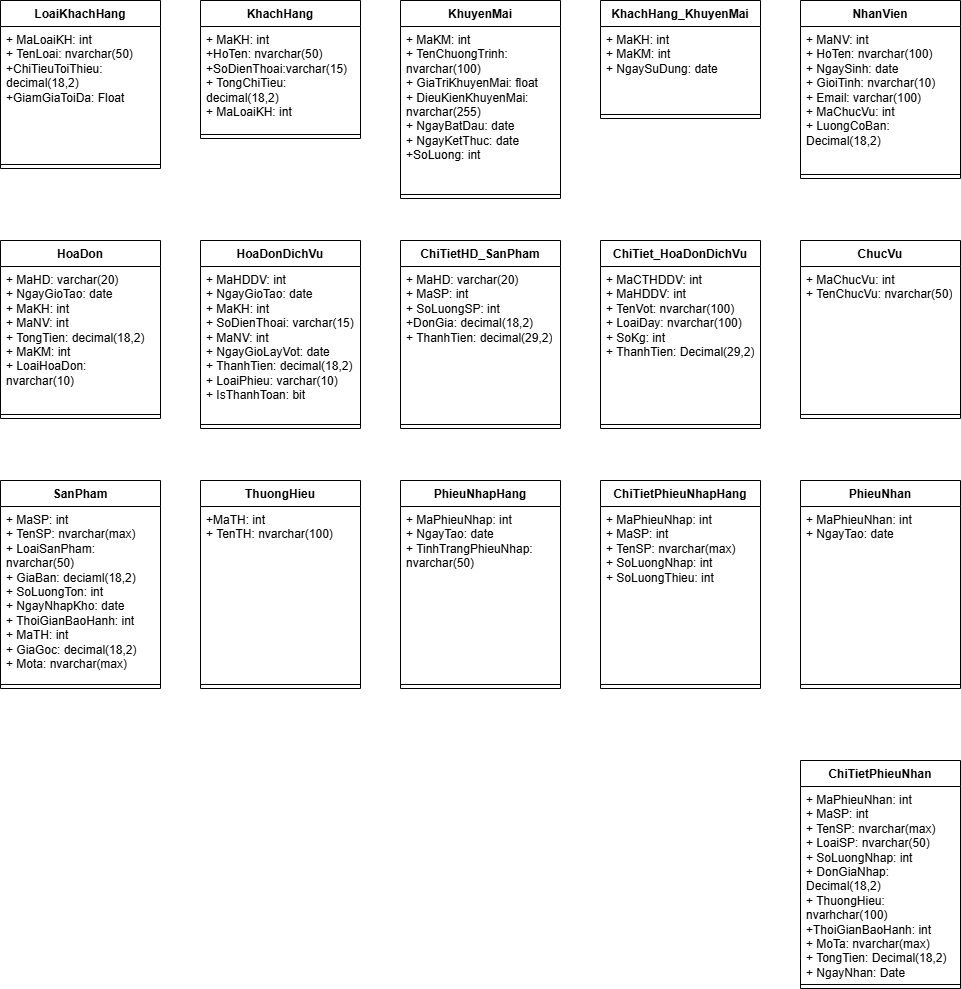 LoaiKhachHang
+ MaLoaiKH: int
+ TenLoai: nvarchar(50)
+ChiTieuToiThieu:
decimal(18,2)
+GiamGiaToiDa: Float
KhachHang
+ MaKH: int
+HoTen: nvarchar(50)
+SoDienThoai:varchar(15)
+ TongChiTieu:
decimal(18,2)
+ MaLoaiKH: int
KhuyenMai
+ MaKM: int
+ TenChuongTrinh:
nvarchar(100)
+ GiaTriKhuyenMai: float
+ DieuKienKhuyenMai:
nvarchar(255)
+ NgayBatDau: date
+ NgayKetThuc: date
+SoLuong: int
KhachHang_KhuyenMai
+ MaKH: int
+ MaKM: int
+ NgaySuDung: date
NhanVien
+ MaNV: int
+ HoTen: nvarchar(100)
+ NgaySinh: date
+ GioiTinh: nvarchar(10)
+ Email: varchar(100)
+ MaChucVu: int
+ LuongCoBan:
Decimal(18,2)
HoaDon
+ MaHD: varchar(20)
+ NgayGioTao: date
+ MaKH: int
+ MaNV: int
+ TongTien: decimal(18,2)
+ MaKM: int
+ LoaiHoaDon:
nvarchar(10)
HoaDonDichVu
+ MaHDDV: int
+ NgayGioTao: date
+ MaKH: int
+ SoDienThoai: varchar(15)
+ MaNV: int
+ NgayGioLayVot: date
+ ThanhTien: decimal(18,2)
+ LoaiPhieu: varchar(10)
+ IsThanhToan: bit
ChiTietHD_SanPham
+ MaHD: varchar(20)
+ MaSP: int
+ SoLuongSP: int
+DonGia: decimal(18,2)
+ ThanhTien: decimal(29,2)
ChiTiet_HoaDonDichVu
+ MaCTHDDV: int
+ MaHDDV: int
+ TenVot: nvarchar(100)
+ LoaiDay: nvarchar(100)
+ SoKg: int
+ ThanhTien: Decimal(29,2)
ChucVu
+ MaChucVu: int
+ TenChucVu: nvarchar(50)
SanPham
+ MaSP: int
+ TenSP: nvarchar(max)
+ LoaiSanPham:
nvarchar(50)
+ GiaBan: deciaml(18,2)
+ SoLuongTon: int
+ NgayNhapKho: date
+ ThoiGianBaoHanh: int
+ MaTH: int
+ GiaGoc: decimal(18,2)
+ Mota: nvarchar(max)
ThuongHieu
+MaTH: int
+ TenTH: nvarchar(100)
PhieuNhapHang
+ MaPhieuNhap: int
+ NgayTao: date
+ TinhTrangPhieuNhap:
nvarchar(50)
ChiTietPhieuNhapHang
+ MaPhieuNhap: int
+ MaSP: int
+ TenSP: nvarchar(max)
+ SoLuongNhap: int
+ SoLuongThieu: int
PhieuNhan
+ MaPhieuNhan: int
+ NgayTao: date
ChiTietPhieuNhan
+ MaPhieuNhan: int
+ MaSP: int
+ TenSP: nvarchar(max)
+ LoaiSP: nvarchar(50)
+ SoLuongNhap: int
+ DonGiaNhap:
Decimal(18,2)
+ ThuongHieu:
nvarhchar(100)
+ThoiGianBaoHanh: int
+ MoTa: nvarchar(max)
+ TongTien: Decimal(18,2)
+ NgayNhan: Date